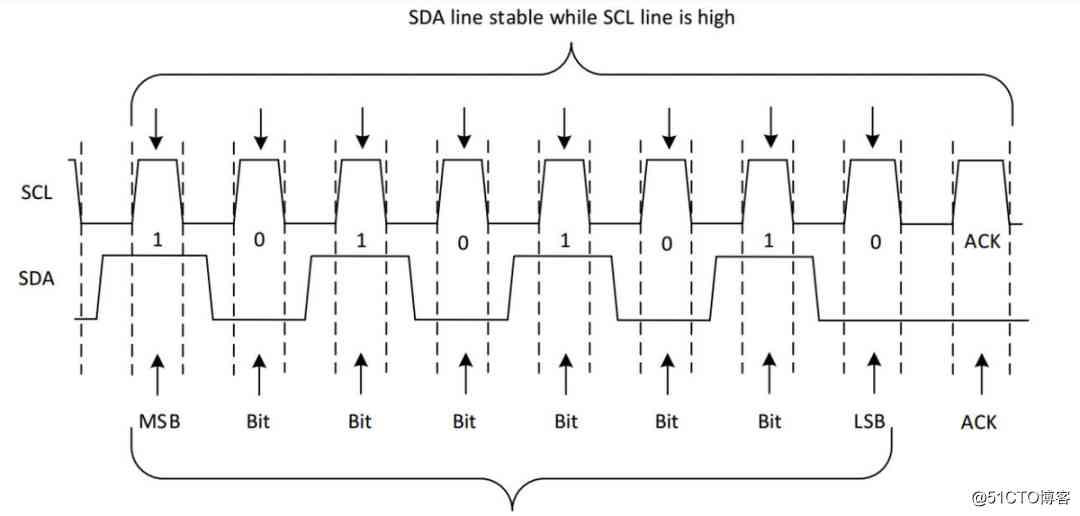 SDA line stable while SCL line is high
SCL
1 0 1 0 1 0 1 0 ACK
SDA
MSB Bit Bit Bit Bit Bit Bit LSB ACK
@51CTO博客